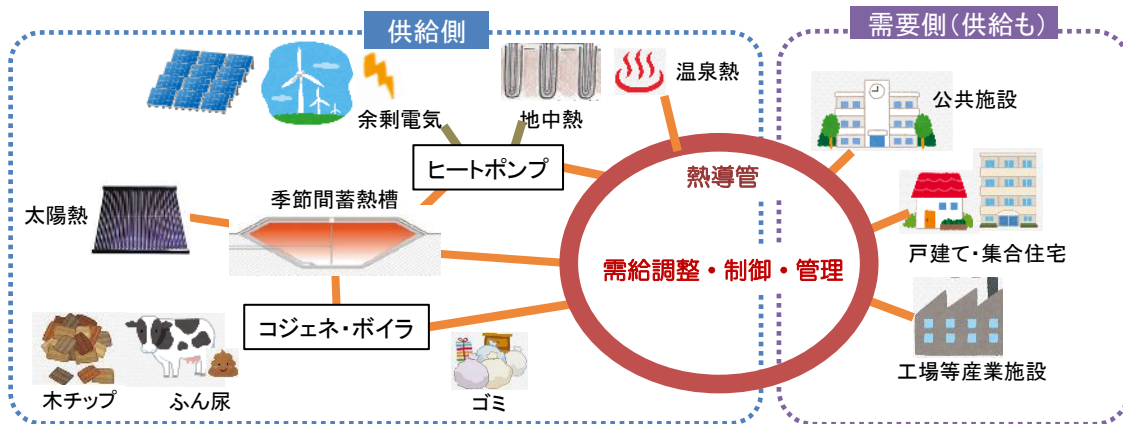 供給側
需要側(供給も)
余剰電気
地中熱
温泉熱
公共施設
ヒートポンプ
熱導管
太陽熱
季節間蓄熱槽
戸建て・集合住宅
需給調整・制御・管理
コジェネ・ボイラ
工場等産業施設
木チップ
ふん尿
ゴミ